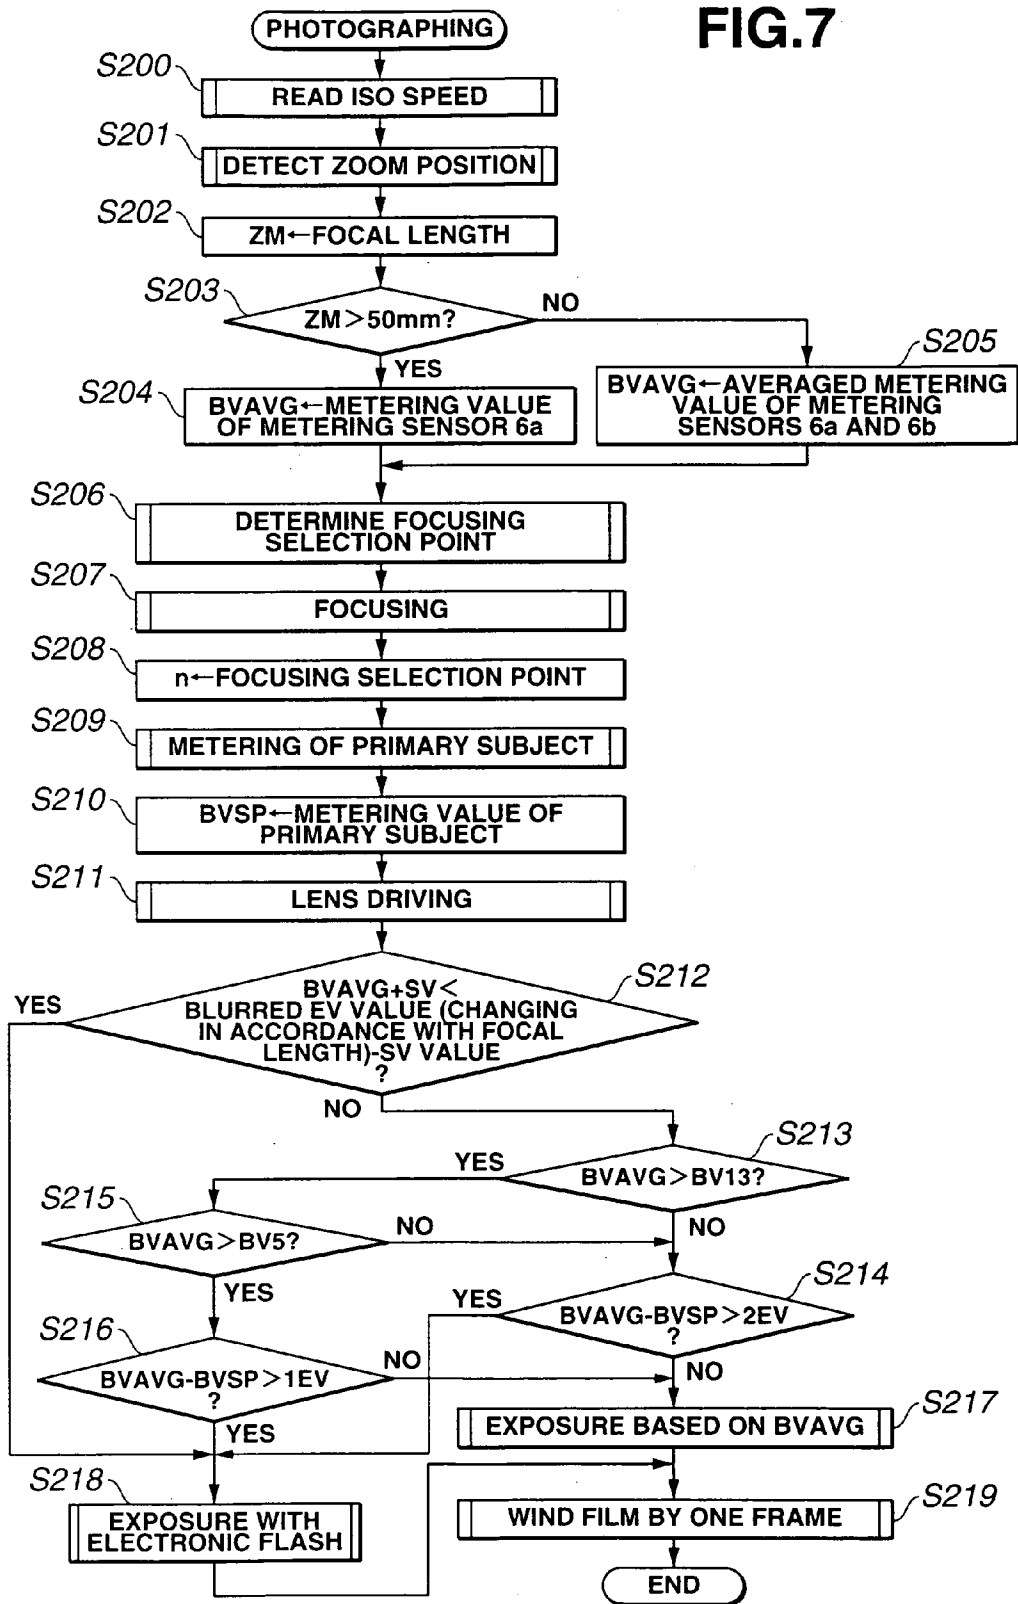 FIG.7
PHOTOGRAPHING
S200
READ ISO SPEED
S201
DETECT ZOOM POSITION
S202
ZM←FOCAL LENGTH
S203
ZM>50mm?
NO
YES
S204
BVAVG←METERING VALUE
OF METERING SENSOR 6a
S205
BVAVG←AVERAGED METERING
VALUE OF METERING
SENSORS 6a AND 6b
S206
DETERMINE FOCUSING
SELECTION POINT
S207
FOCUSING
S208
n←FOCUSING SELECTION POINT
S209
METERING OF PRIMARY SUBJECT
S210
BVSP←METERING VALUE OF
PRIMARY SUBJECT
S211
LENS DRIVING
S212
YES
BVAVG+SV<
BLURRED EV VALUE (CHANGING
IN ACCORDANCE WITH FOCAL
LENGTH)-SV VALUE
?
NO
S213
YES
BVAVG>BV13?
NO
S215
BVAVG>BV5?
NO
YES
S214
YES
BVAVG-BVSP>2EV
?
NO
S216
BVAVG-BVSP>1EV
?
NO
YES
S217
EXPOSURE BASED ON BVAVG
S218
EXPOSURE WITH
ELECTRONIC FLASH
S219
WIND FILM BY ONE FRAME
END